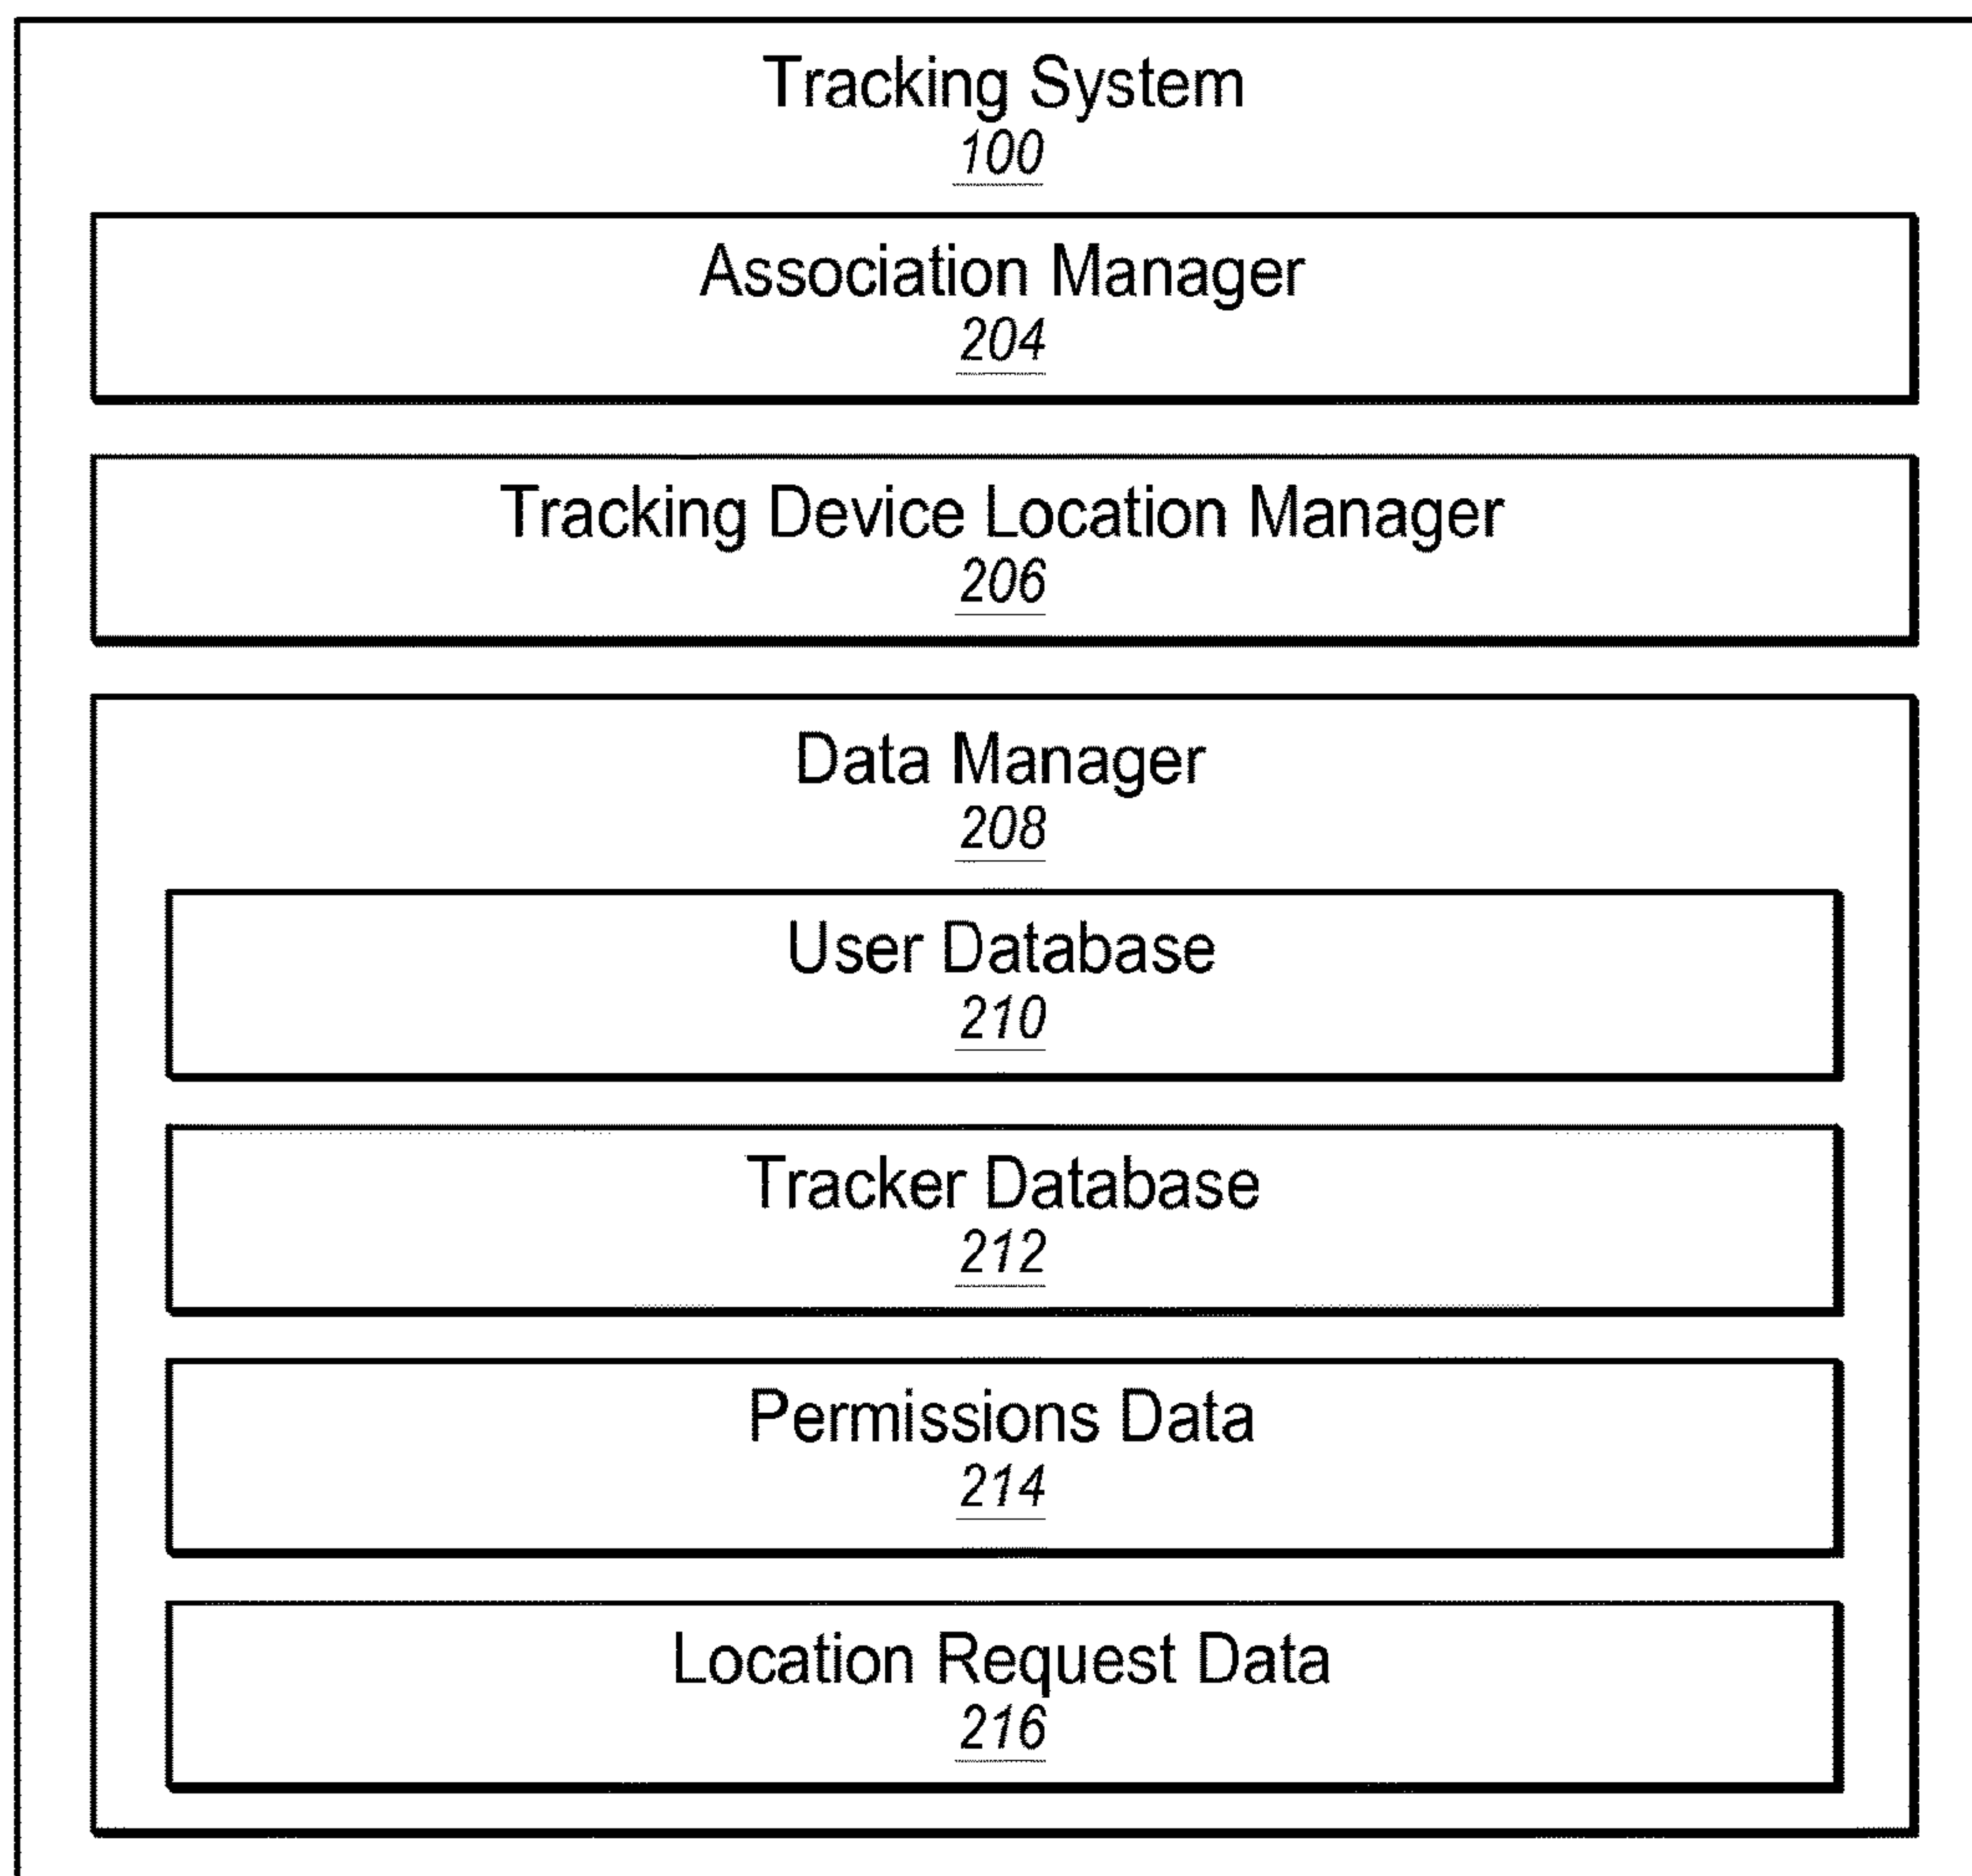 Tracking System
100
Association Manager
204
Tracking Device Location Manager
206
Data Manager
208
User Database
210
Tracker Database
212
Permissions Data
214
Location Request Data
216